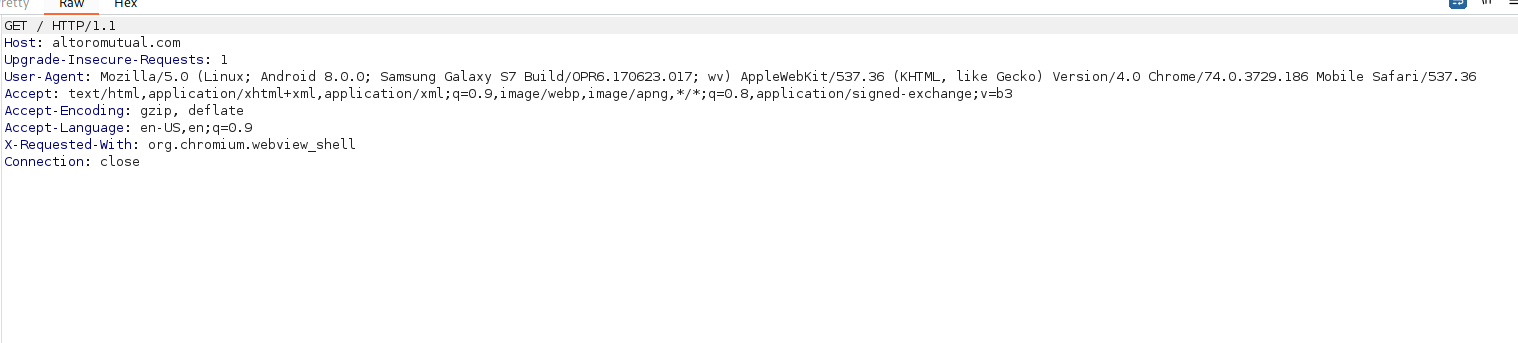 Raw Hex
GET / HTTP/1.1
Host: altoromutual.com
Upgrade-Insecure-Requests: 1
User-Agent: Mozilla/5.0 (Linux; Android 8.0.0; Samsung Galaxy S7 Build/OPR6.170623.017; wv) AppleWebKit/537.36 (KHTML, like Gecko) Version/4.0 Chrome/74.0.3729.186 Mobile Safari/537.36
Accept: text/html,application/xhtml+xml,application/xml;q=0.9,image/webp,image/apng,*/*;q=0.8,application/signed-exchange;v=b3
Accept-Encoding: gzip, deflate
Accept-Language: en-US,en;q=0.9
X-Requested-With: org.chromium.webview_shell
Connection: close